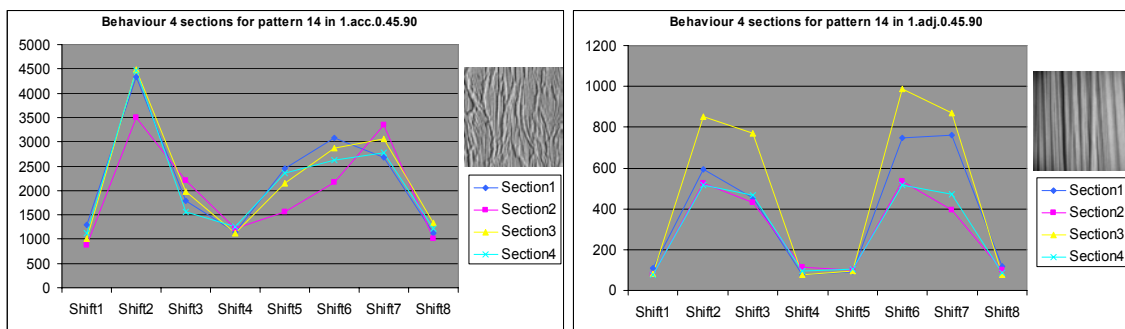 Behaviour 4 sections for pattern 14 in 1.acc.0.45.90
5000
4500
4000
3500
3000
2500
2000
1500
1000
500
0
Shift1 Shift2 Shift3 Shift4 Shift5 Shift6 Shift7 Shift8
Section1
Section2
Section3
Section4
Behaviour 4 sections for pattern 14 in 1.adj.0.45.90
1200
1000
800
600
400
200
0
Shift1 Shift2 Shift3 Shift4 Shift5 Shift6 Shift7 Shift8
Section1
Section2
Section3
Section4